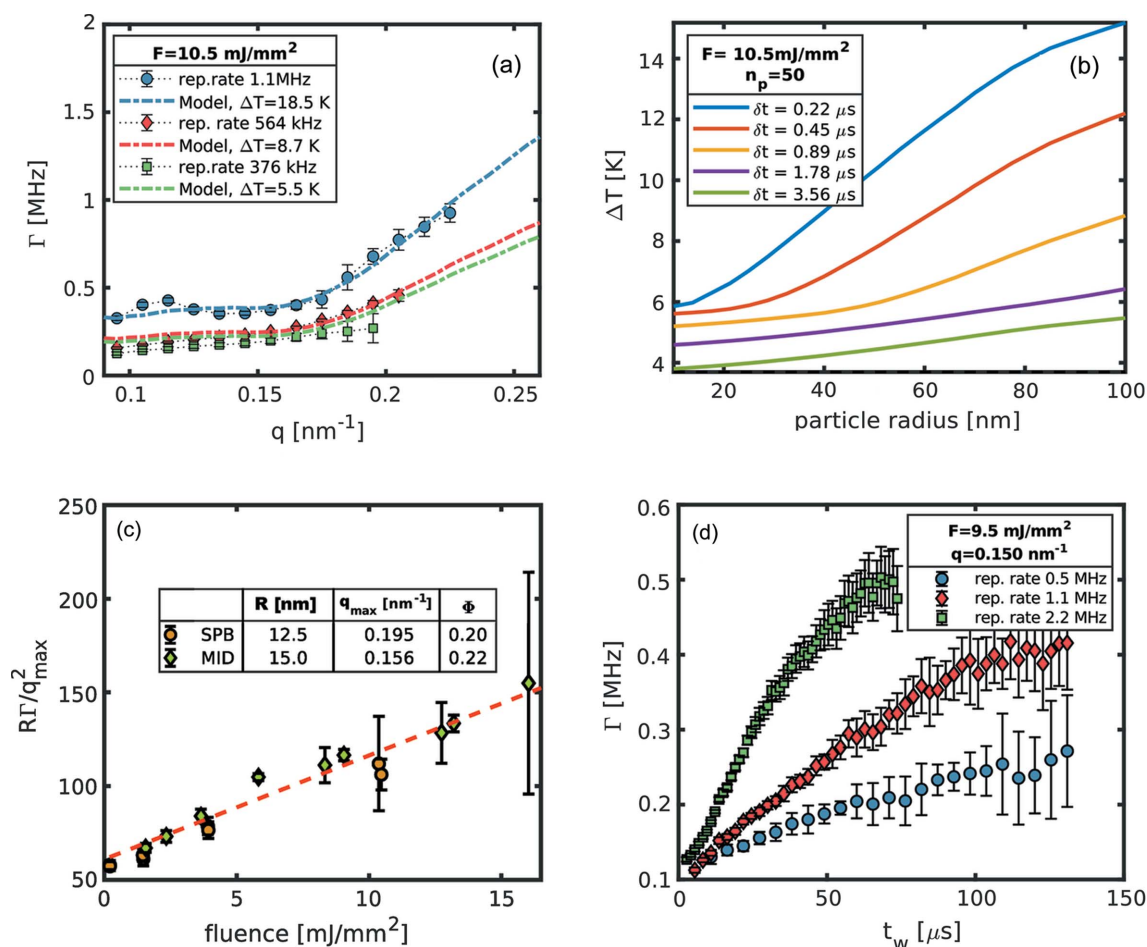 (a)
F=10.5 mJ/mm²
rep.rate 1.1MHz
Model, ΔT=18.5 K
rep. rate 564 kHz
Model, ΔT=8.7 K
rep.rate 376 kHz
Model, ΔT=5.5 K
Γ [MHz]
2
1.5
1
0.5
0
0.1 0.15 0.2 0.25
q [nm⁻¹]
(b)
F= 10.5mJ/mm²
nₚ=50
δt = 0.22 μs
δt = 0.45 μs
δt = 0.89 μs
δt = 1.78 μs
δt = 3.56 μs
ΔT [K]
14
12
10
8
6
4
20 40 60 80 100
particle radius [nm]
(c)
R [nm] q_max [nm⁻¹] Φ
SPB 12.5 0.195 0.20
MID 15.0 0.156 0.22
RΓ/q²_max
250
200
150
100
50
0 5 10 15
fluence [mJ/mm²]
(d)
F=9.5 mJ/mm²
q=0.150 nm⁻¹
rep. rate 0.5 MHz
rep. rate 1.1 MHz
rep. rate 2.2 MHz
Γ [MHz]
0.6
0.5
0.4
0.3
0.2
0.1
0 50 100 150
t_w [μs]